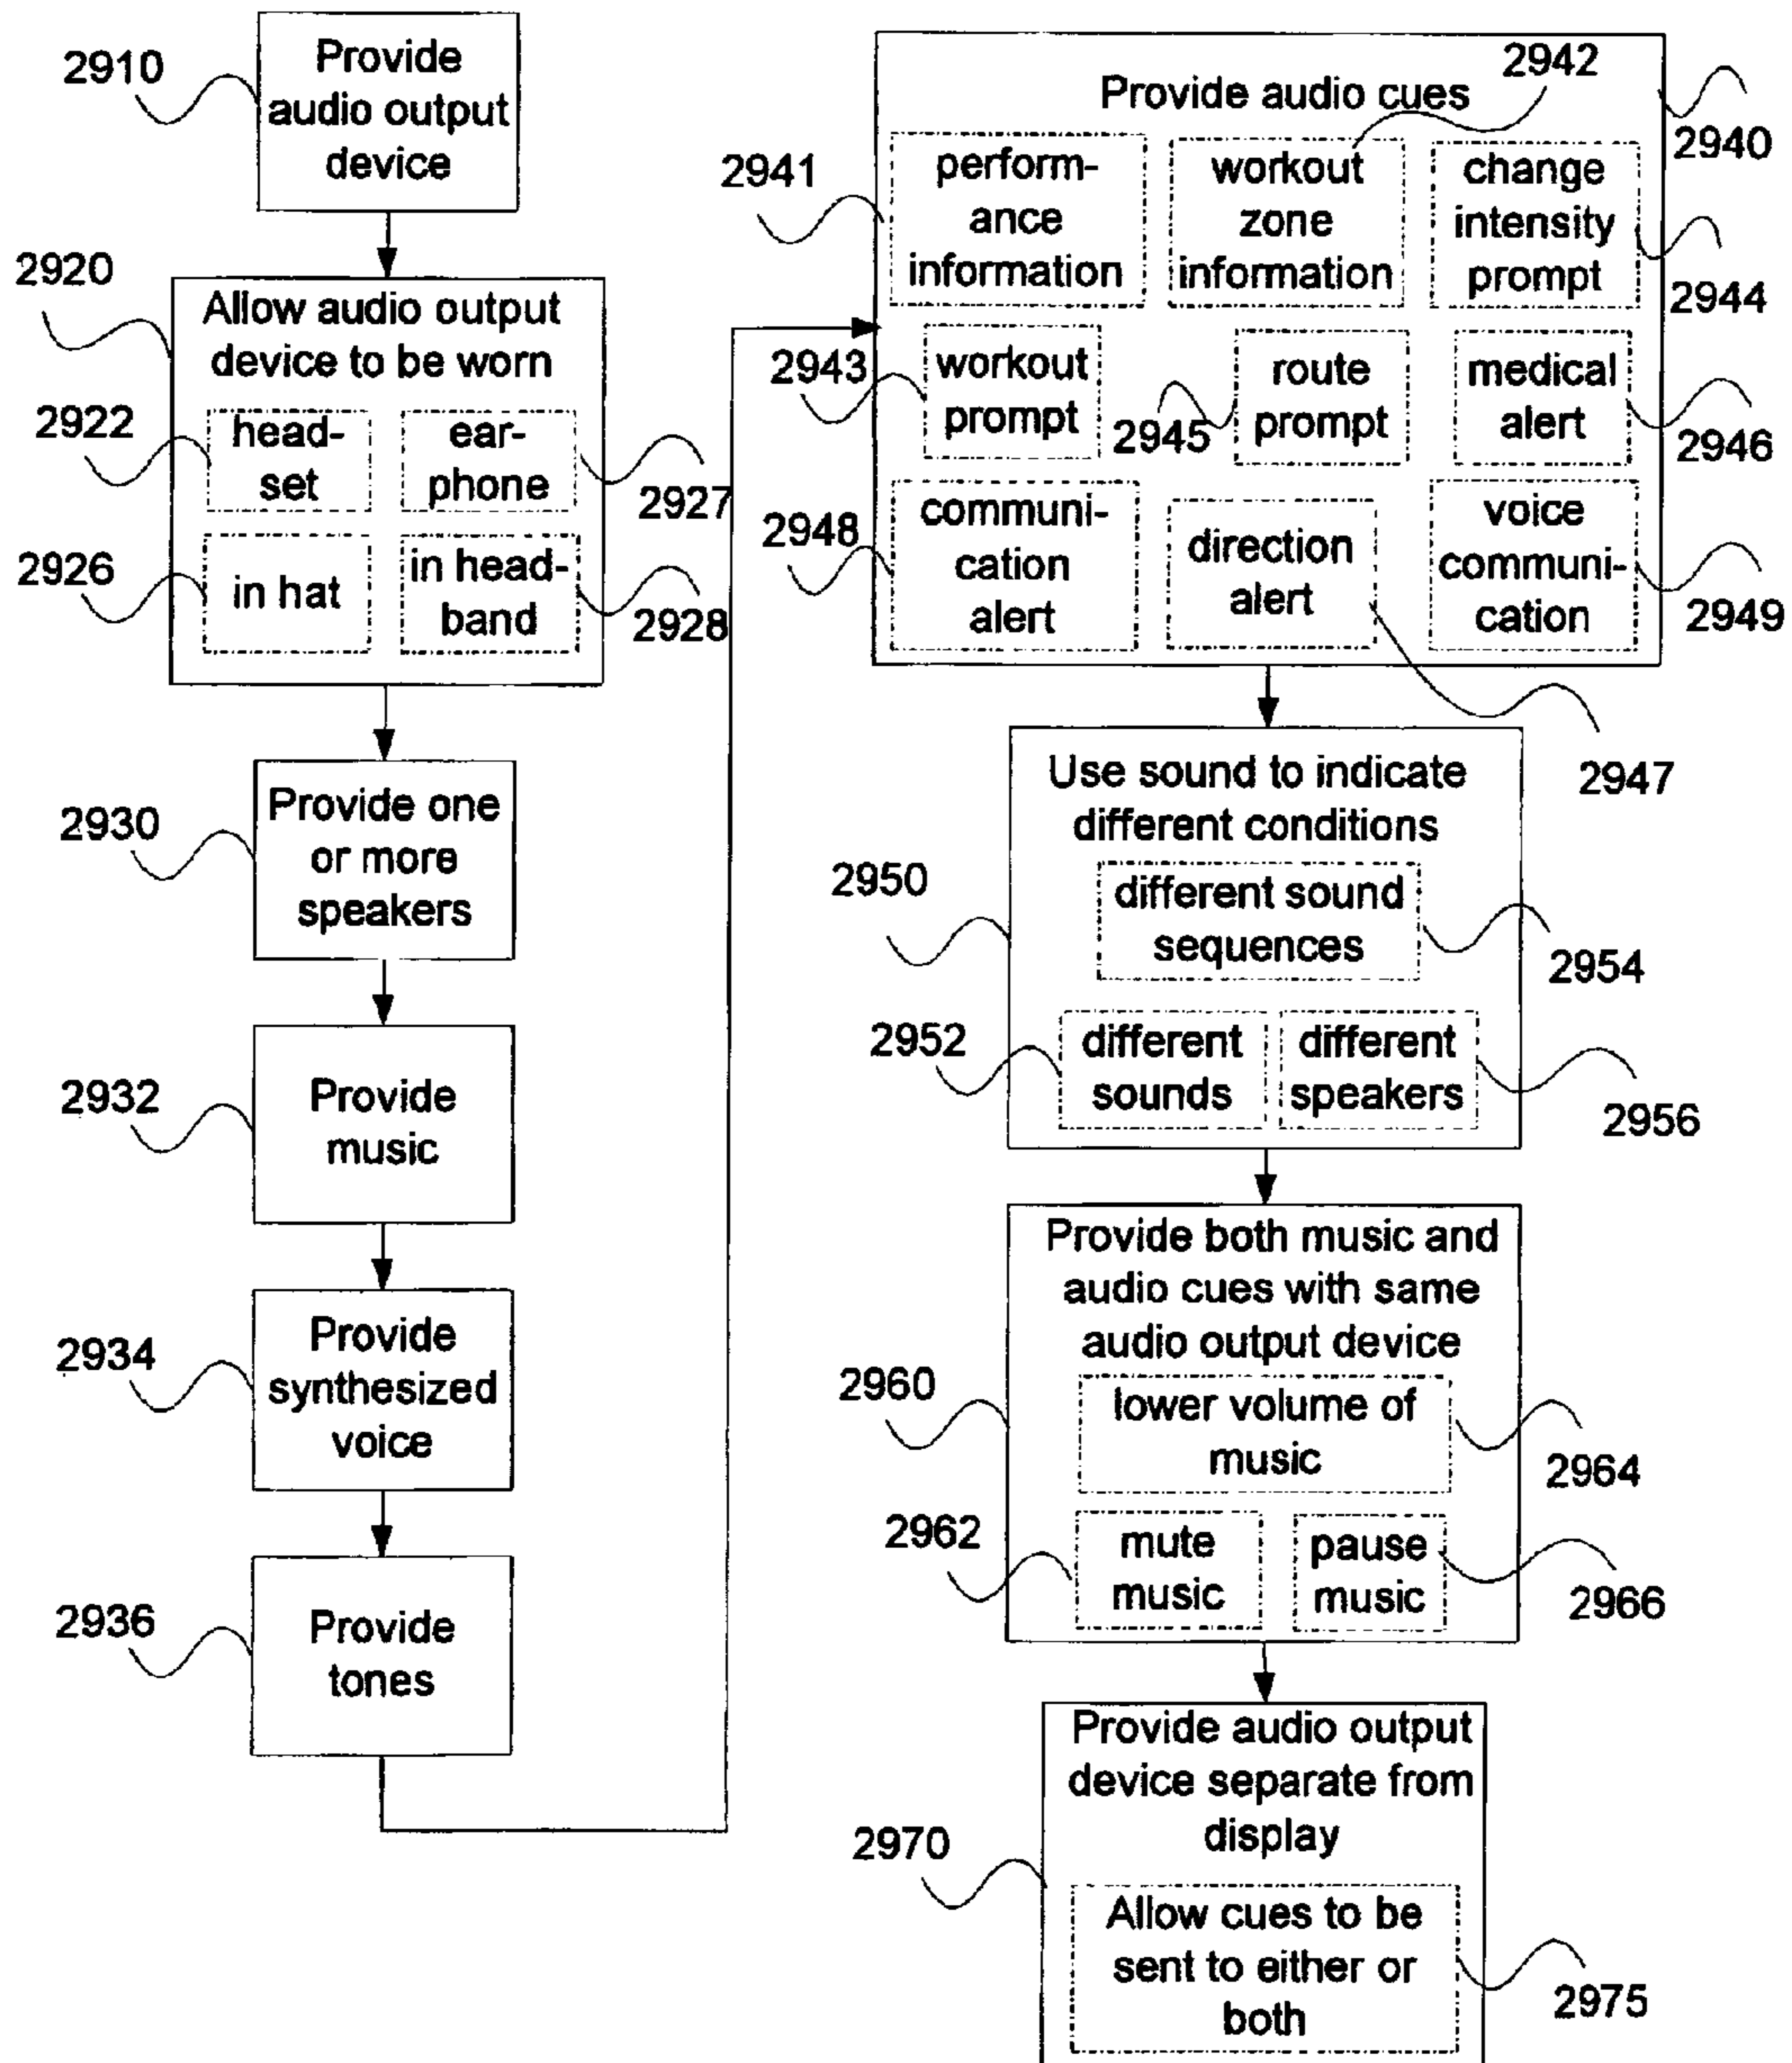 2910
Provide
audio output
device
2920
Allow audio output
device to be worn
2922
head-
set
ear-
phone
2927
2926
in hat
in head-
band
2928
2930
Provide one
or more
speakers
2932
Provide
music
2934
Provide
synthesized
voice
2936
Provide
tones
Provide audio cues
2940
2941
perform-
ance
information
2942
workout
zone
information
change
intensity
prompt
2944
2943
workout
prompt
2945
route
prompt
medical
alert
2946
2948
communi-
cation
alert
direction
alert
2947
voice
communi-
cation
2949
2950
Use sound to indicate
different conditions
different sound
sequences
2954
2952
different
sounds
different
speakers
2956
2960
Provide both music and
audio cues with same
audio output device
lower volume of
music
2964
2962
mute
music
pause
music
2966
2970
Provide audio output
device separate from
display
Allow cues to be
sent to either or
both
2975